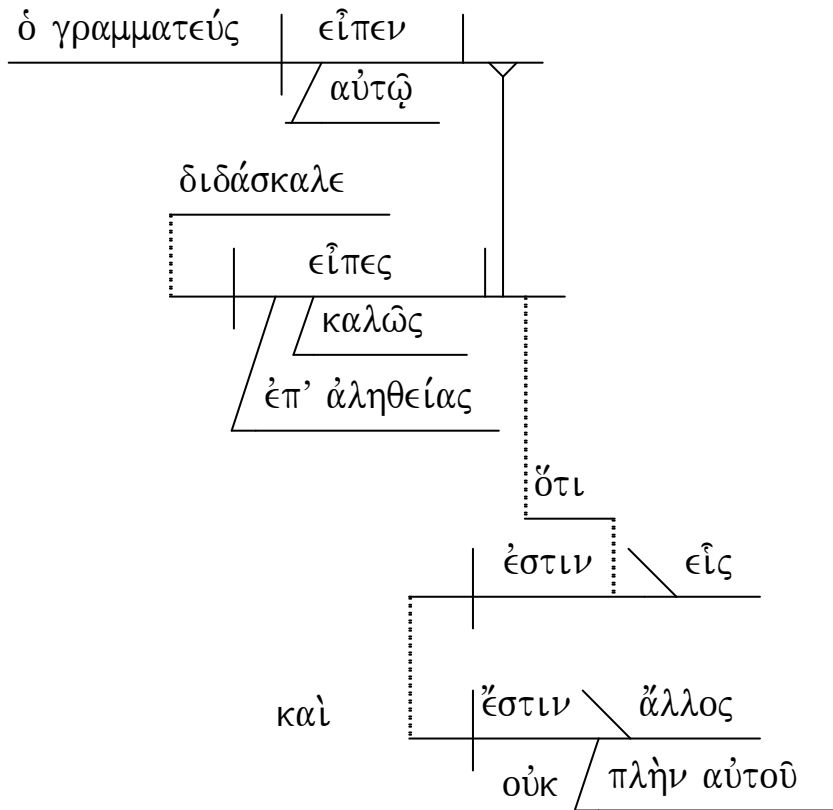 ὁ γραμματεύς εἶπεν
αὐτῷ
διδάσκαλε
εἶπες
καλῶς
ἐπ’ ἀληθείας
ὅτι
ἐστιν εἷς
καὶ ἔστιν ἄλλος
οὐκ πλὴν αὐτοῦ